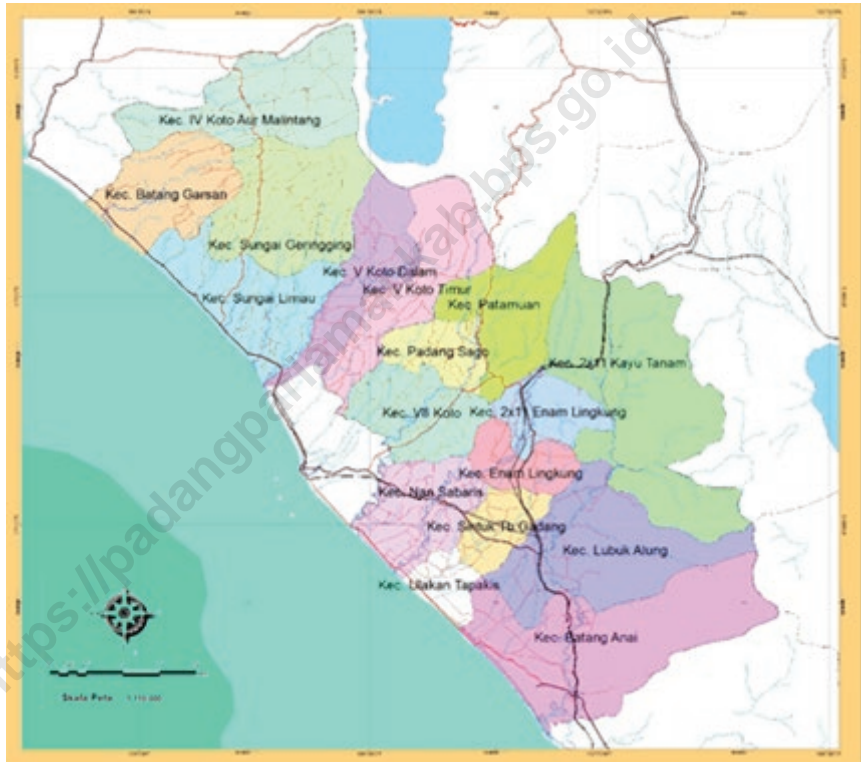 Kec. IV Koto Aur Malintang
Kec. Batang Garsan
Kec. Sungai Geringging
Kec. V Koto Dalam
Kec. Sungai Limau
Kec. V Koto Timur
Kec. Patamuan
Kec. Padang Sago
Kec. 2x11 Kayu Tanam
Kec. VII Koto
Kec. 2x11 Enam Lingkung
Kec. Enam Lingkung
Kec. Nan Sabaris
Kec. Sintuk Tb. Gadang
Kec. Lubuk Alung
Kec. Ulakan Tapakis
Kec. Batang Anai
Skala Peta
https://padangpariamankab.bps.go.id